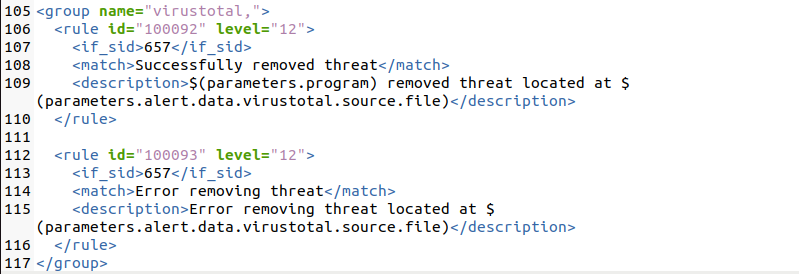 105 <group name="virustotal,">
106   <rule id="100092" level="12">
107     <if_sid>657</if_sid>
108     <match>Successfully removed threat</match>
109     <description>$(parameters.program) removed threat located at $
(parameters.alert.data.virustotal.source.file)</description>
110   </rule>
111
112   <rule id="100093" level="12">
113     <if_sid>657</if_sid>
114     <match>Error removing threat</match>
115     <description>Error removing threat located at $
(parameters.alert.data.virustotal.source.file)</description>
116   </rule>
117 </group>